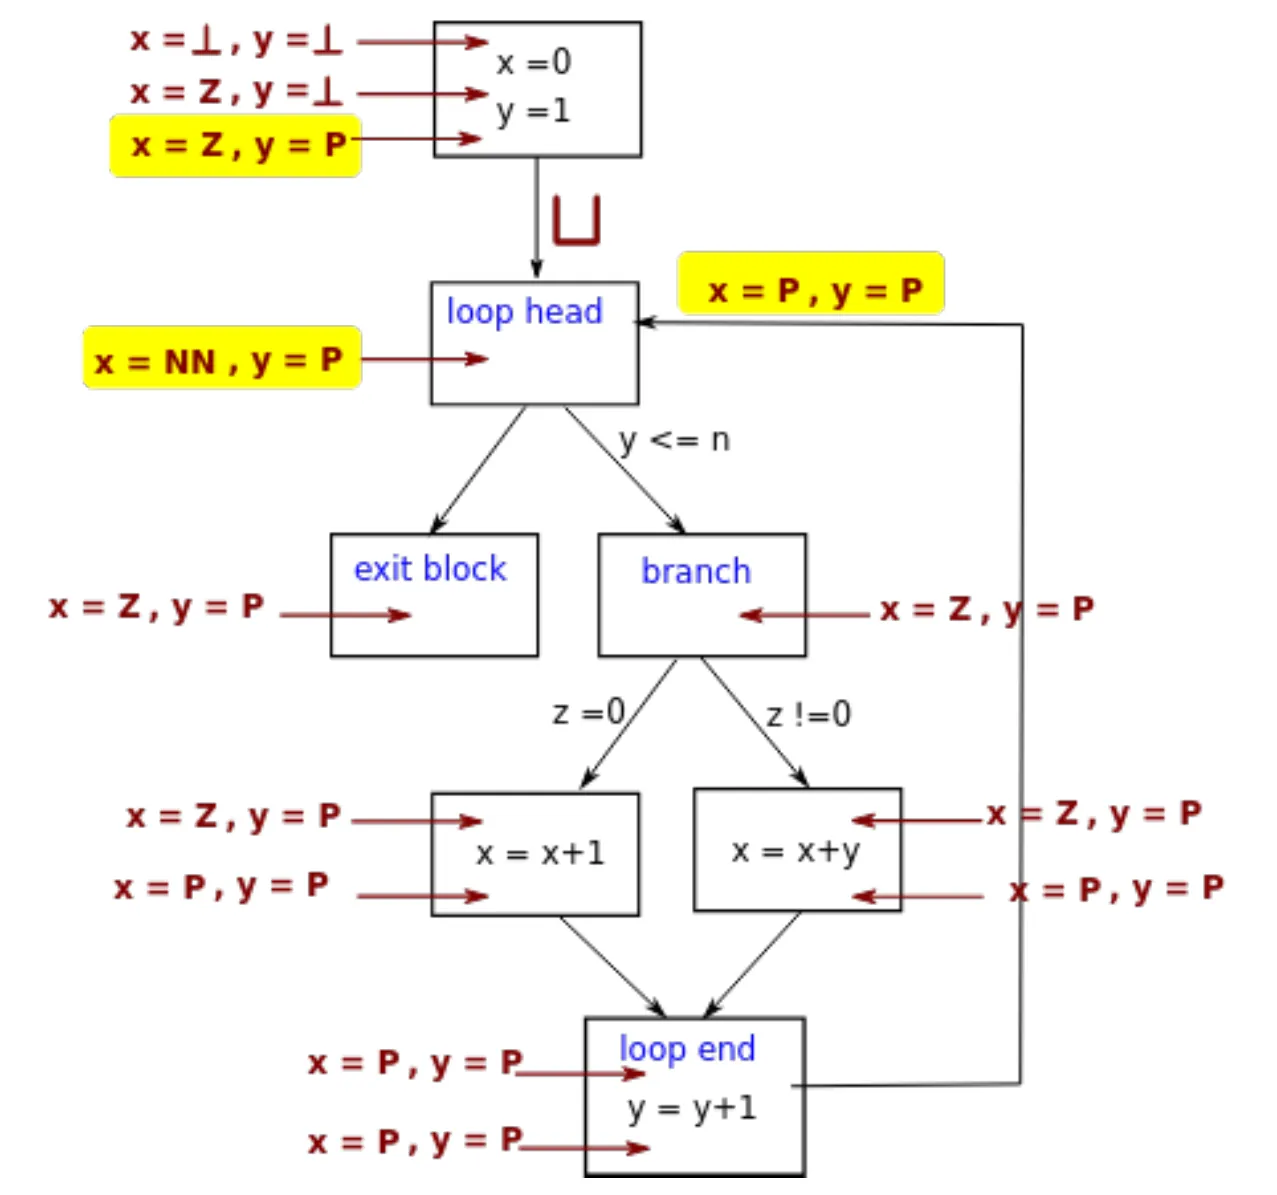 x =⊥, y =⊥
x =0
x = Z, y =⊥
y =1
x = Z, y = P
⊔
x = P, y = P
loop head
x = NN, y = P
y <= n
exit block
branch
x = Z, y = P
x = Z, y = P
z =0
z !=0
x = Z, y = P
x = Z, y = P
x = x+1
x = x+y
x = P, y = P
x = P, y = P
loop end
x = P, y = P
y = y+1
x = P, y = P